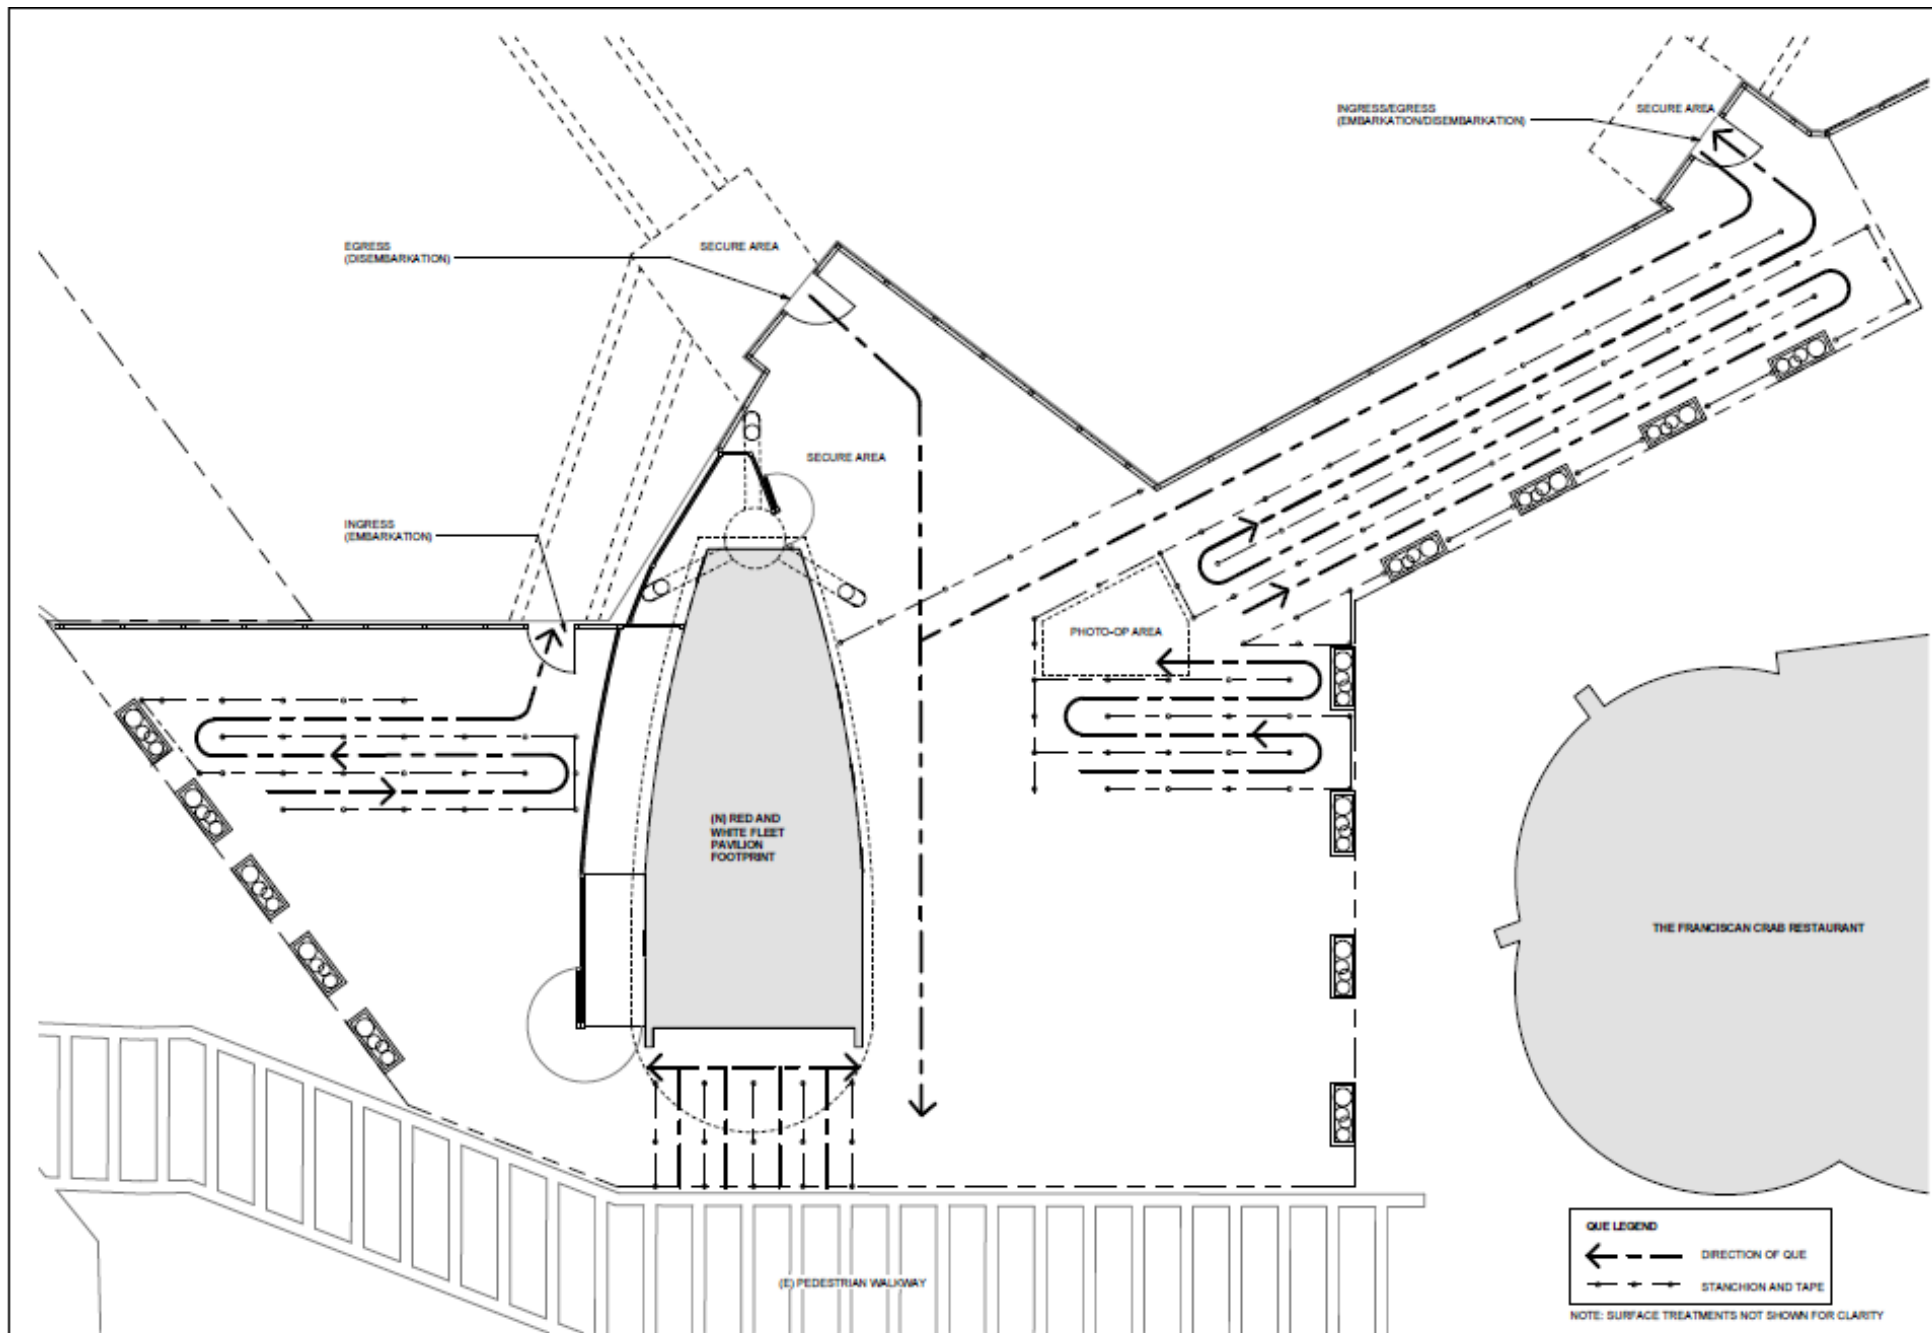 INGRESS/EGRESS
(EMBARKATION/DISEMBARKATION)
SECURE AREA
EGRESS
(DISEMBARKATION)
SECURE AREA
SECURE AREA
INGRESS
(EMBARKATION)
PHOTO-OP AREA
(N) RED AND
WHITE FLEET
PAVILION
FOOTPRINT
THE FRANCISCAN CRAB RESTAURANT
(E) PEDESTRIAN WALKWAY
QUE LEGEND
DIRECTION OF QUE
STANCHION AND TAPE
NOTE: SURFACE TREATMENTS NOT SHOWN FOR CLARITY